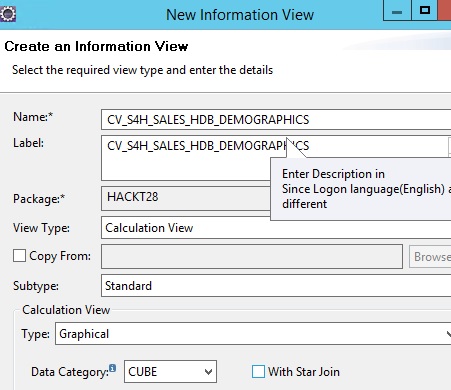 New Information View
Create an Information View
Select the required view type and enter the details
Name:* CV_S4H_SALES_HDB_DEMOGRAPHICS
Label: CV_S4H_SALES_HDB_DEMOGRAPHICS
Enter Description in
Since Logon language(English) a
different
Package:* HACKT28
View Type: Calculation View
Copy From: Browse
Subtype: Standard
Calculation View
Type: Graphical
Data Category: CUBE With Star Join